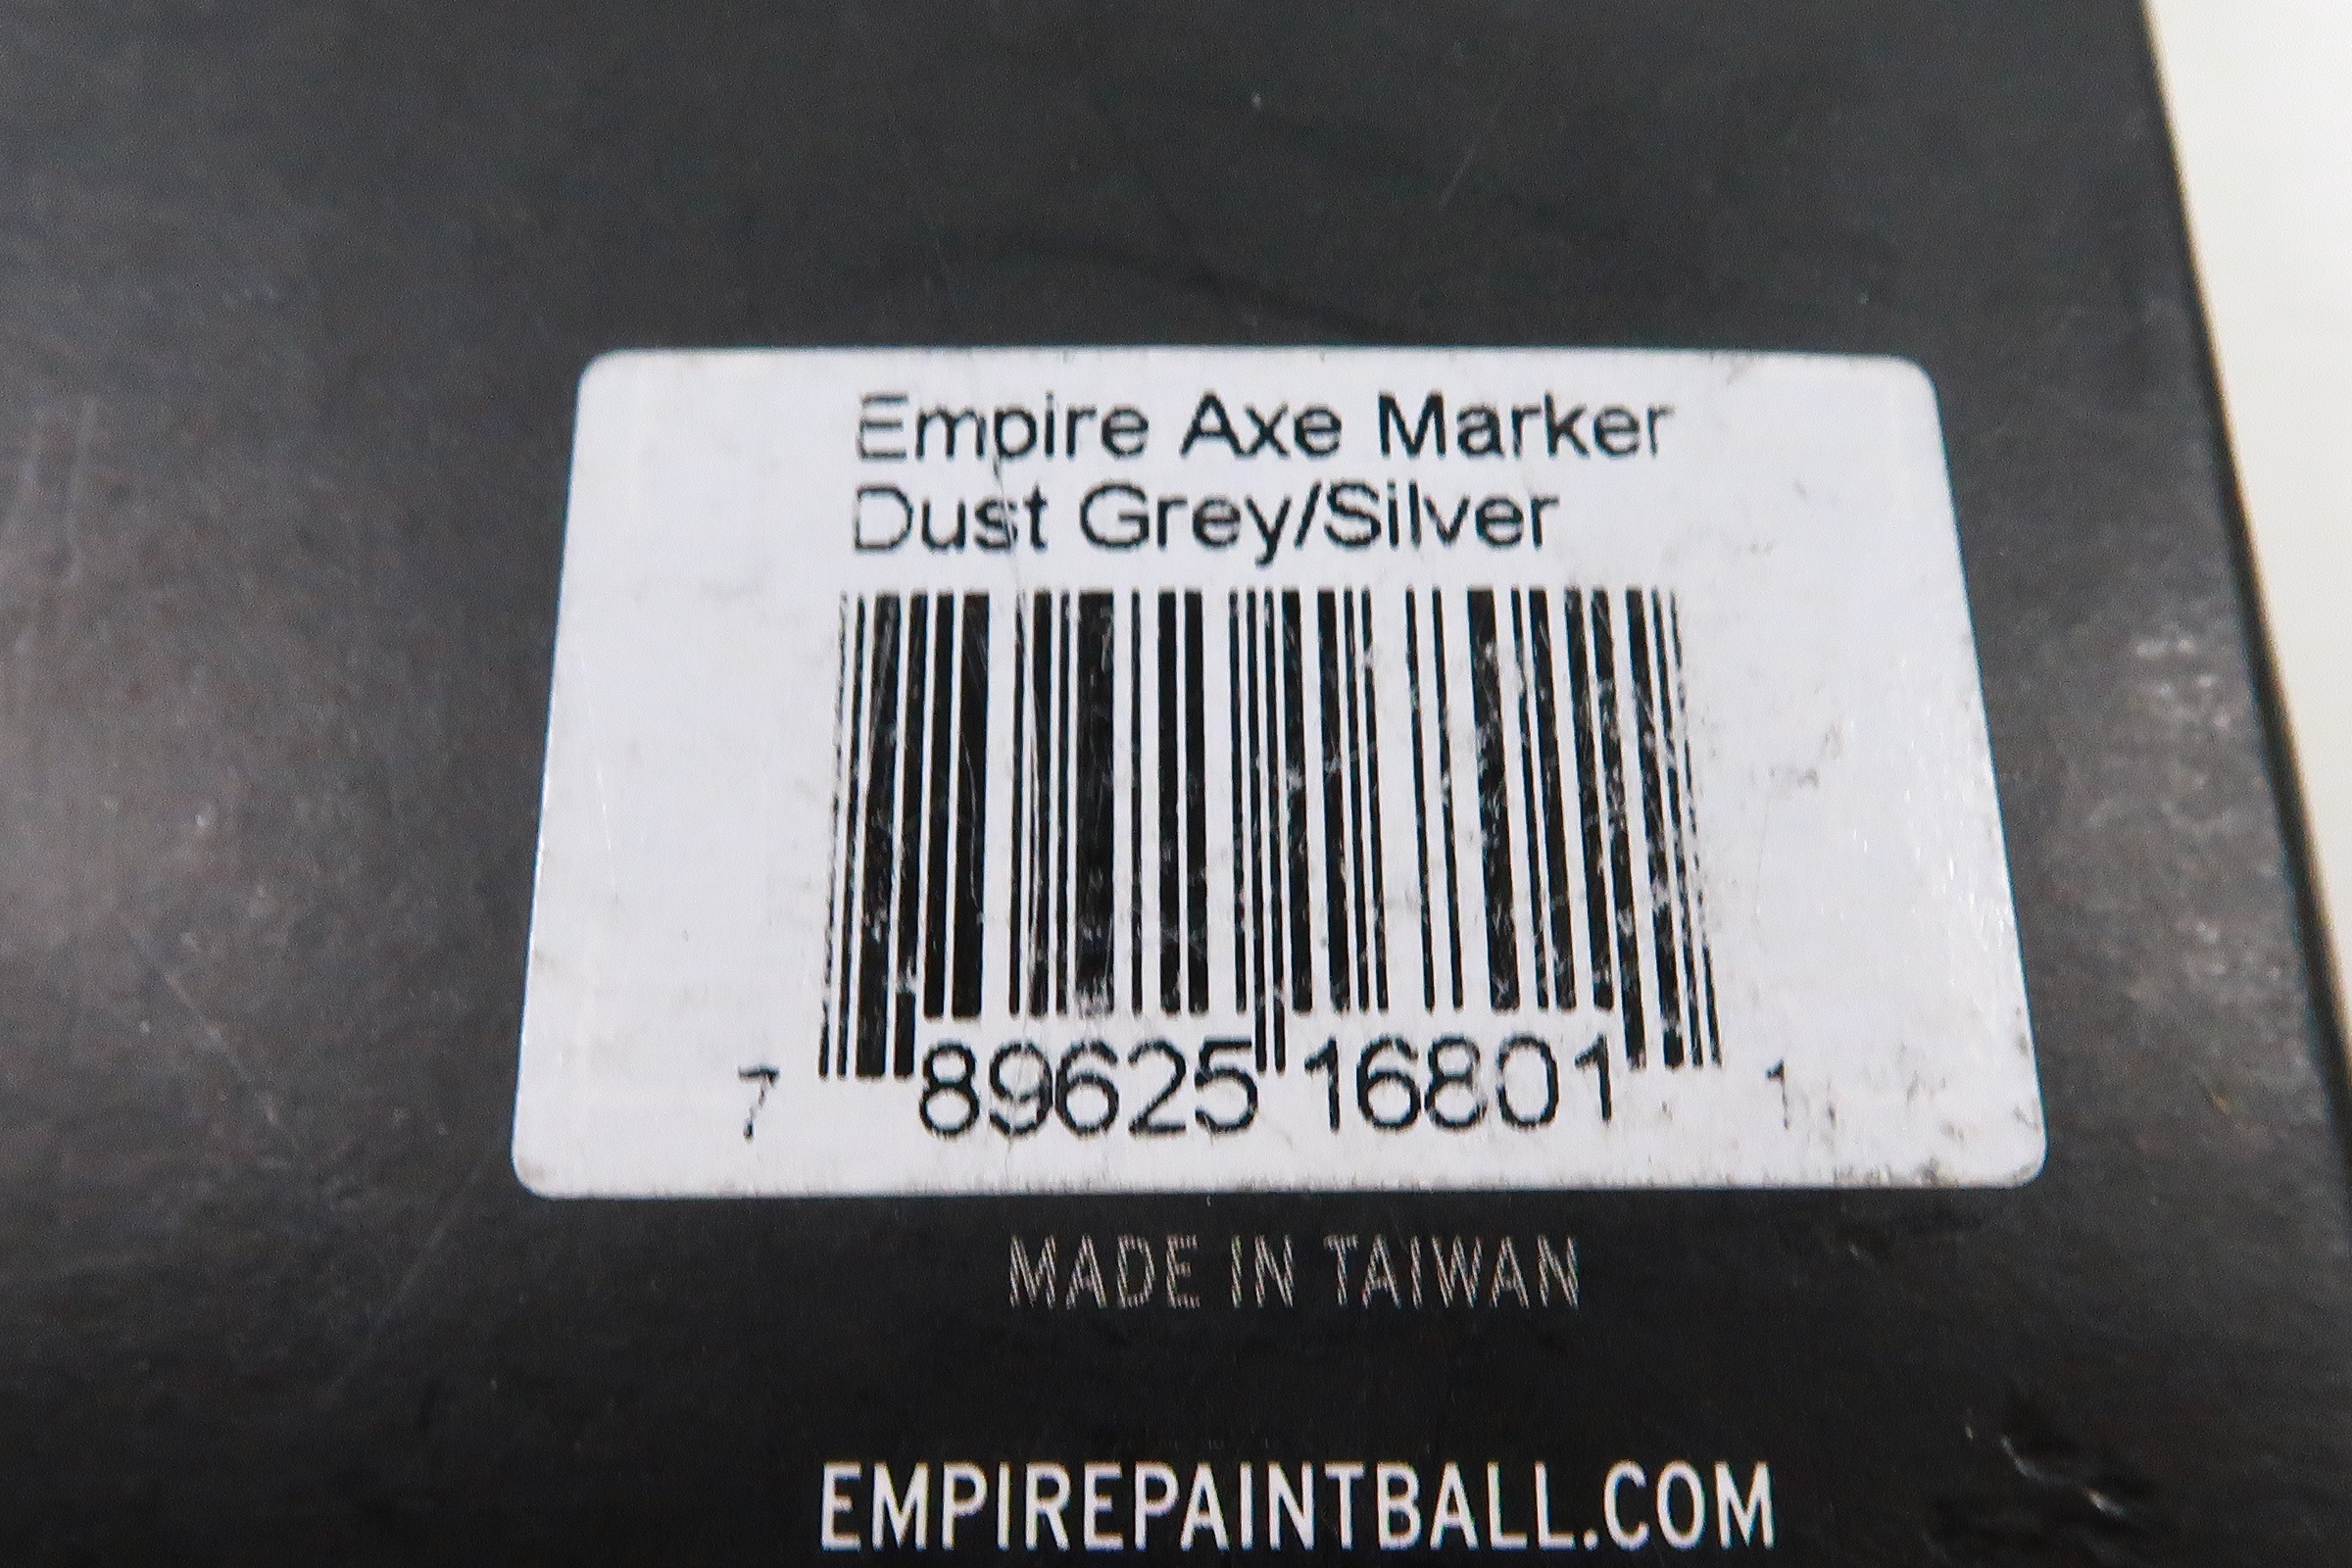 Empire Axe Marker
Dust Grey/Silver
7 89625 16801 1
MADE IN TAIWAN
EMPIREPAINTBALL.COM